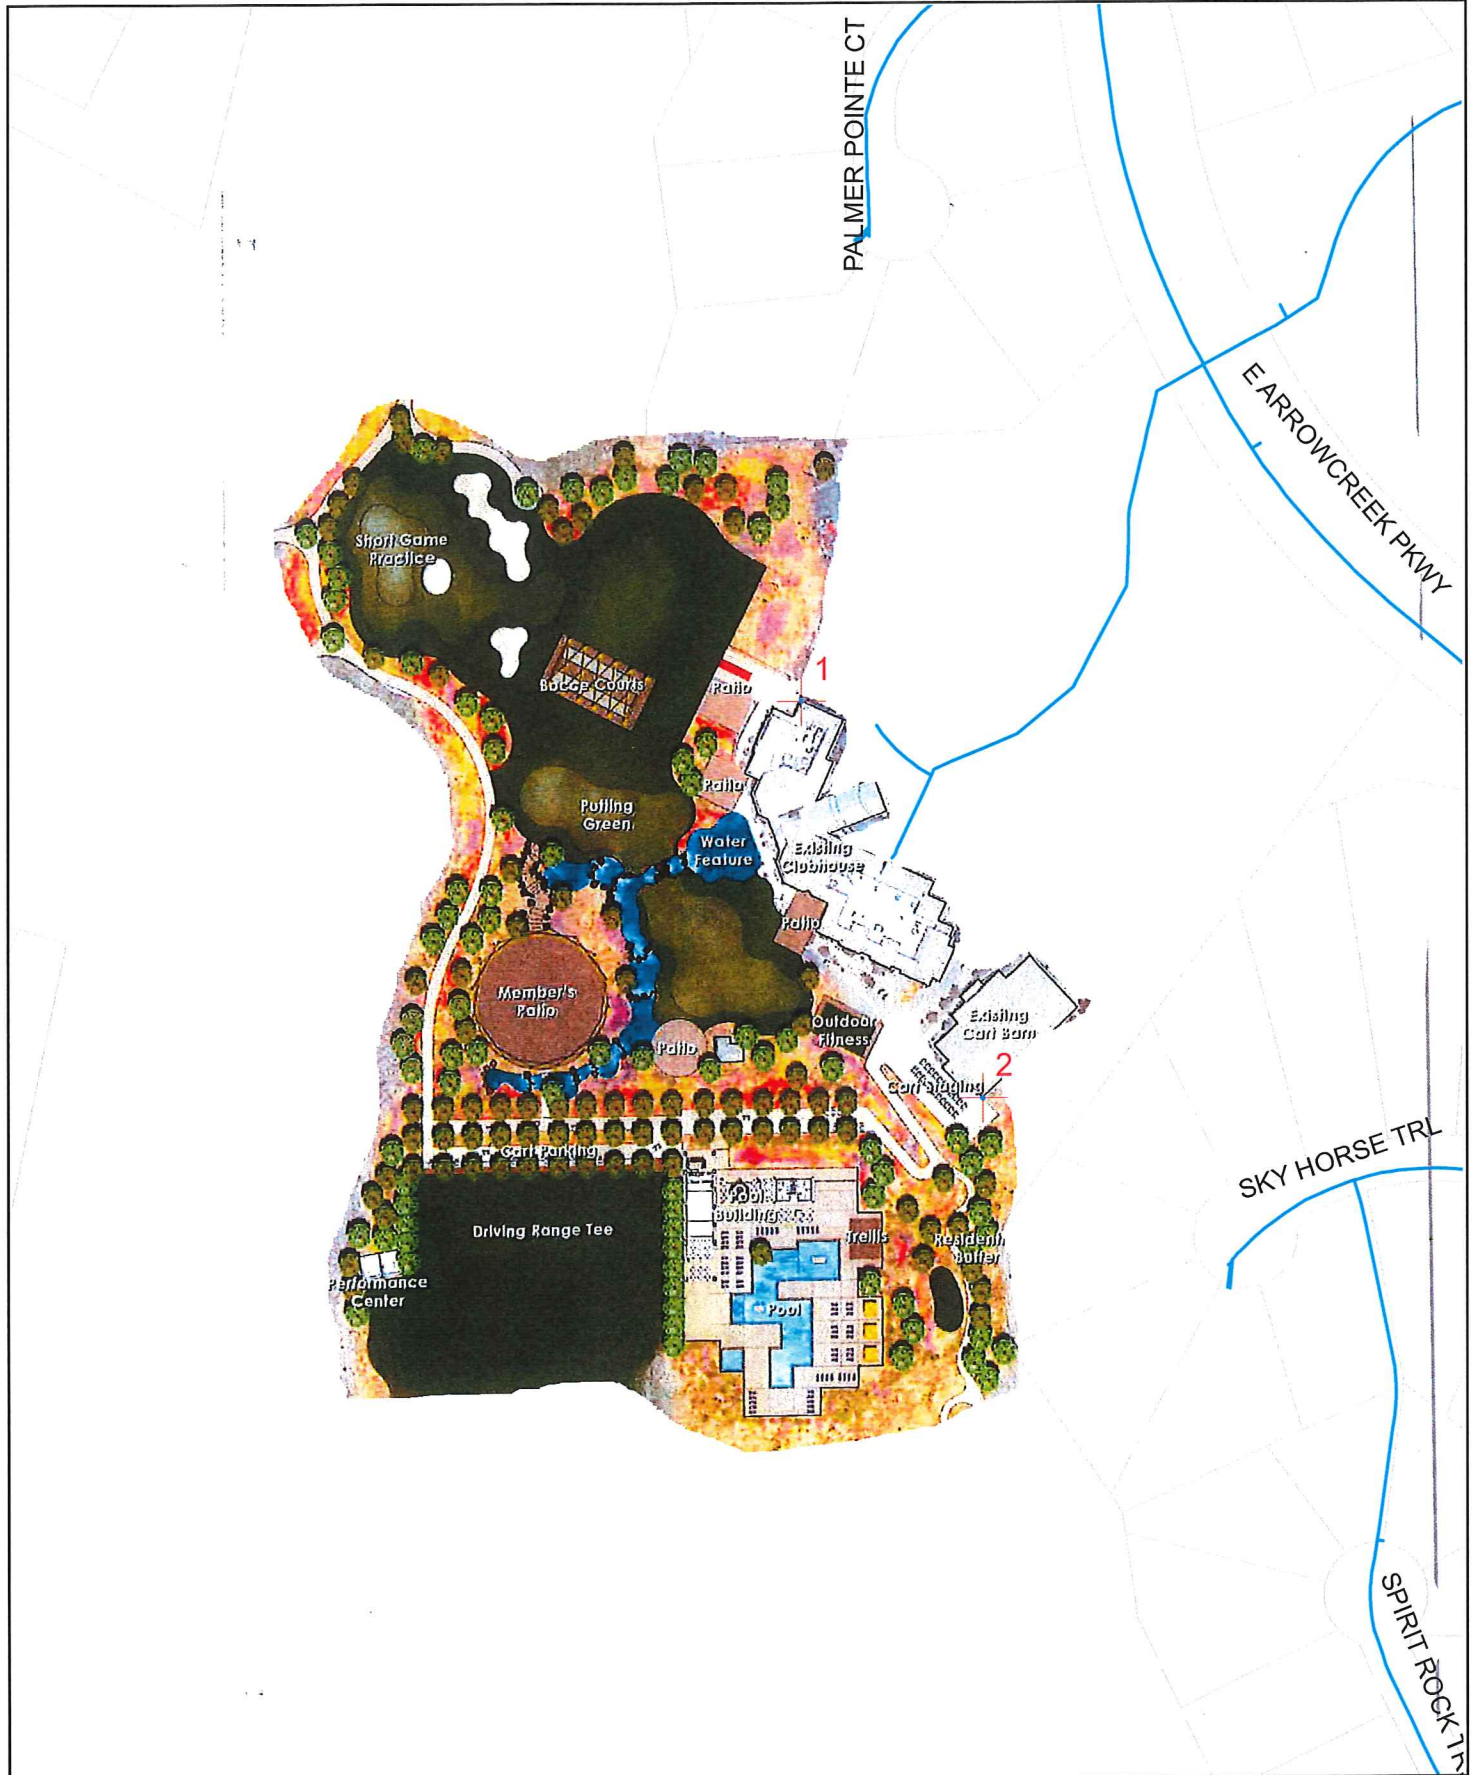 PALMER POINTE CT
E ARROWCREEK PKWY
Short Game
Practice
1
Bocce Courts
Patio
Patio
Putting
Green
Water
Feature
Existing
Clubhouse
Patio
Member's
Patio
Outdoor
Fitness
Existing
Cart Barn
Patio
2
Cart Staging
SKY HORSE TRL
Cart Parking
Pool
Building
Driving Range Tee
Trellis
Resident
Buffer
Performance
Center
Pool
SPIRIT ROCK TR